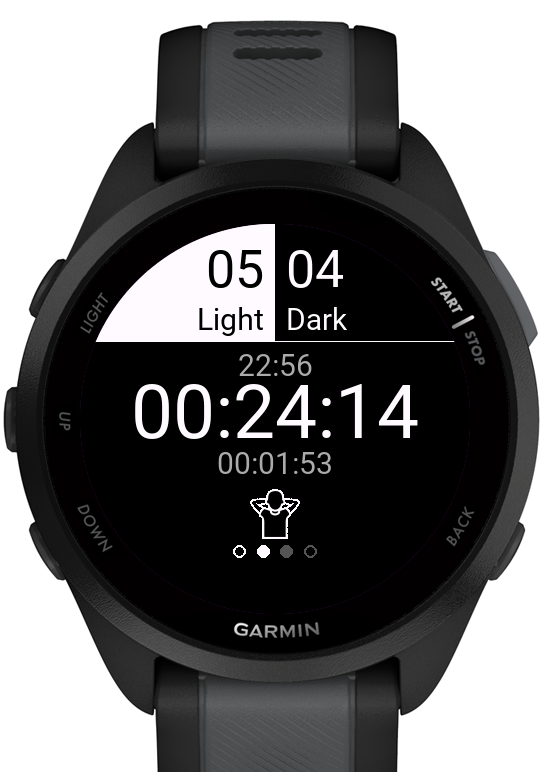 05 04
Light Dark
LIGHT
START
STOP
22:56
00:24:14
UP
00:01:53
DOWN
BACK
GARMIN